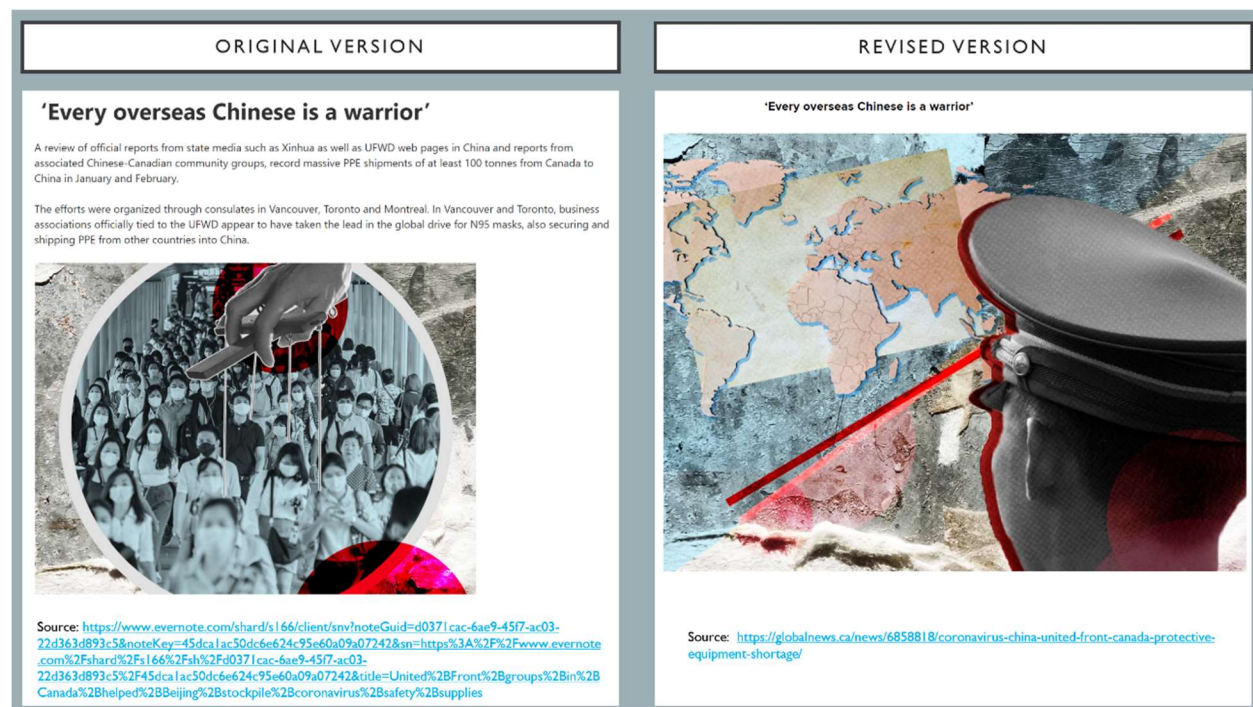 ORIGINAL VERSION
‘Every overseas Chinese is a warrior’
A review of official reports from state media such as Xinhua as well as UFWD web pages in China and reports from
associated Chinese-Canadian community groups, record massive PPE shipments of at least 100 tonnes from Canada to
China in January and February.
The efforts were organized through consulates in Vancouver, Toronto and Montreal. In Vancouver and Toronto, business
associations officially tied to the UFWD appear to have taken the lead in the global drive for N95 masks, also securing and
shipping PPE from other countries into China.
Source: https://www.evernote.com/shard/s166/client/snv?noteGuid=d0371cac-6ae9-45f7-ac03-
22d363d893c5&noteKey=45dca1ac50dc6e624c95e60a09a07242&sn=https%3A%2F%2Fwww.evernote
.com%2Fshard%2Fs166%2Fsh%2Fd0371cac-6ae9-45f7-ac03-
22d363d893c5%2F45dca1ac50dc6e624c95e60a09a07242&title=United%2BFront%2Bgroups%2Bin%2B
Canada%2Bhelped%2BBeijing%2Bstockpile%2Bcoronavirus%2Bsafety%2Bsupplies
REVISED VERSION
‘Every overseas Chinese is a warrior’
Source: https://globalnews.ca/news/6858818/coronavirus-china-united-front-canada-protective-
equipment-shortage/